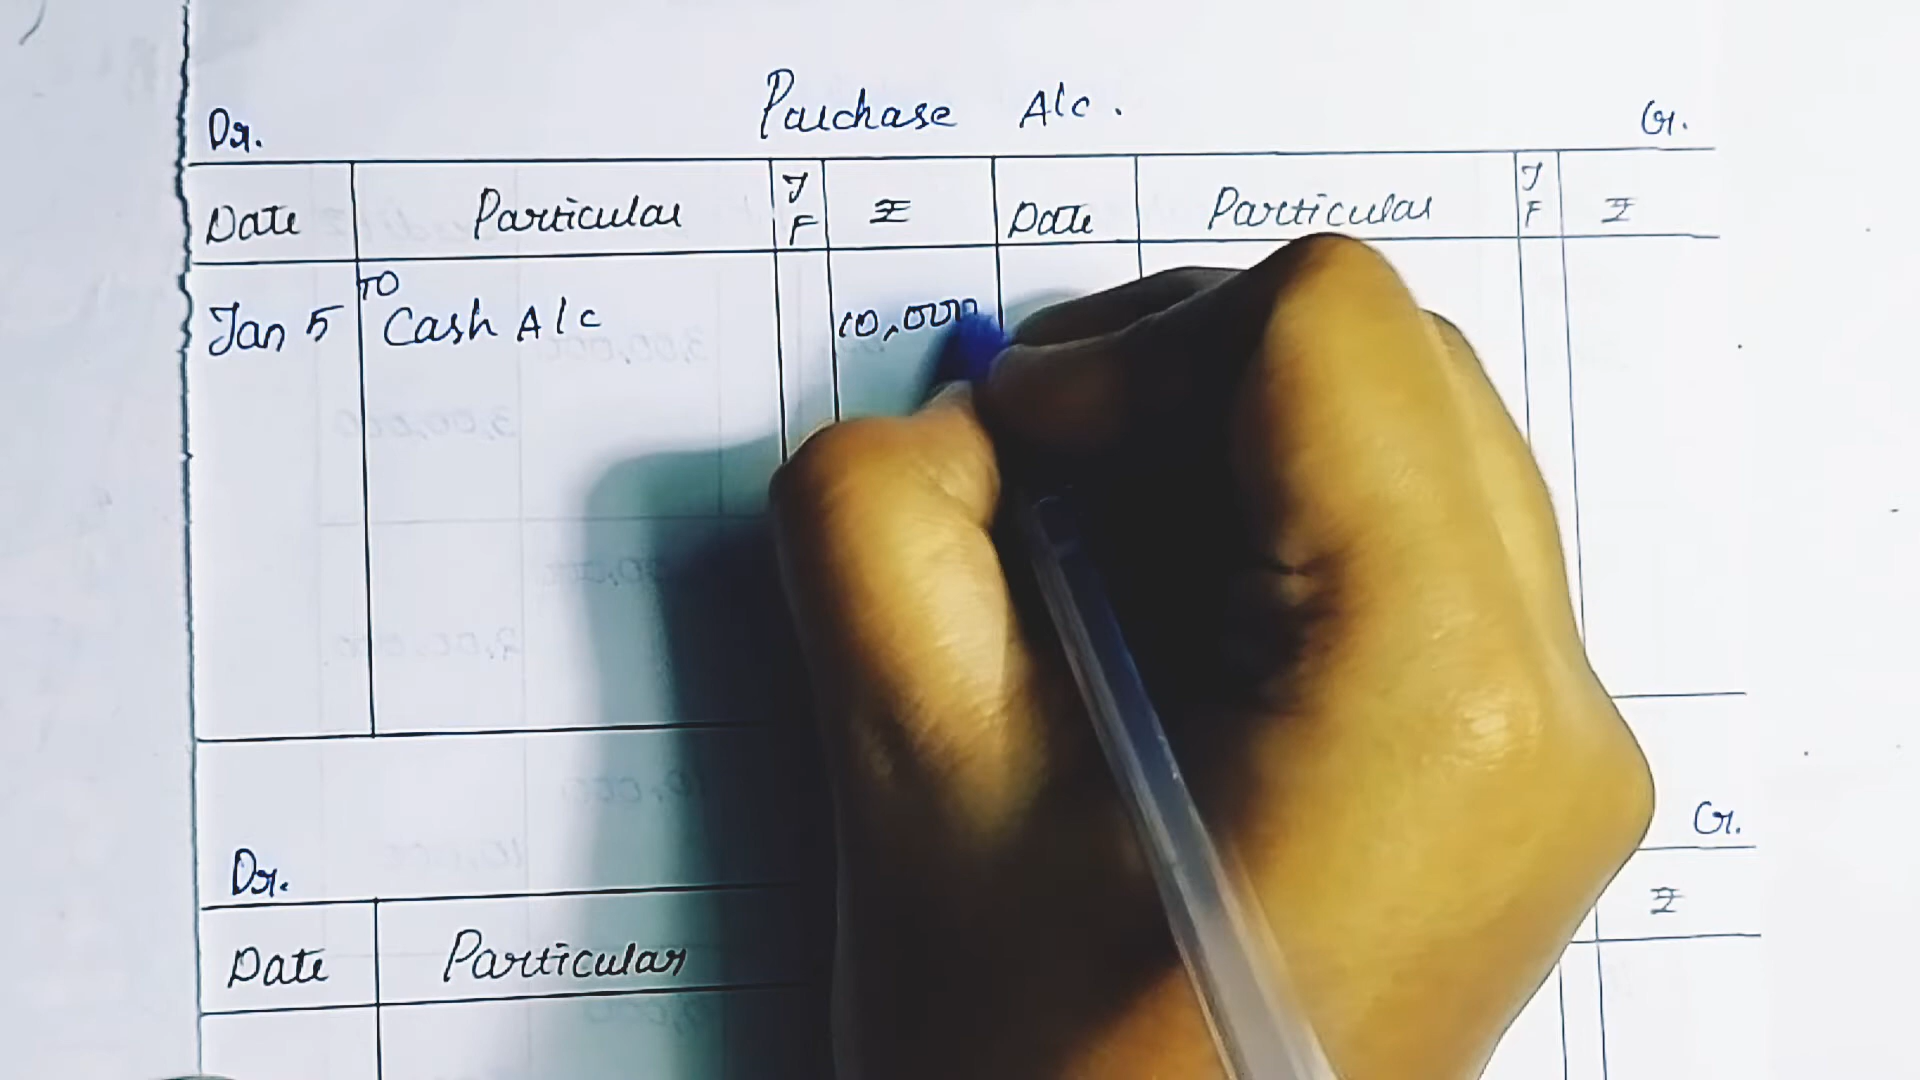 Purchase A/c.
Dr. Cr.
Date Particular J F ₹ Date Particular J F ₹
Jan 5 To Cash A/c 10,000
Cr.
Dr.
₹
Date Particular